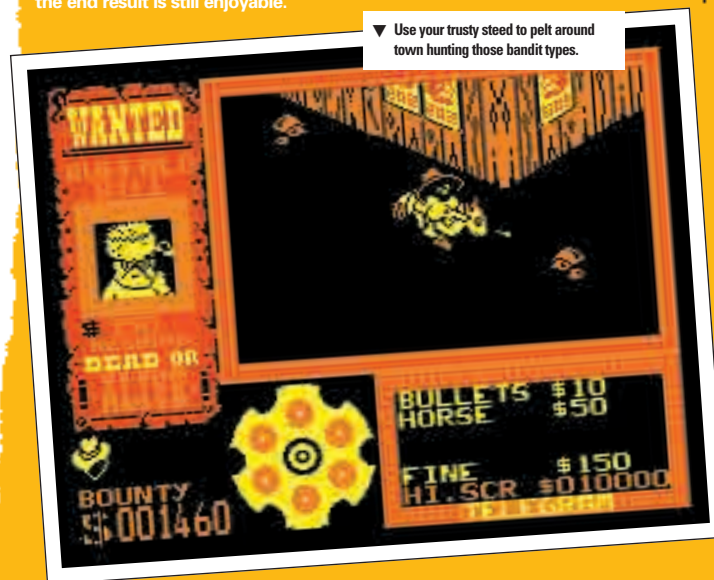 the end result is still enjoyable.
▼ Use your trusty steed to pelt around
town hunting those bandit types.
WANTED
$
DEAD OR
BOUNTY
$001460
BULLETS $10
HORSE $50
FINE $150
HI.SCR $010000
TELEGRAM